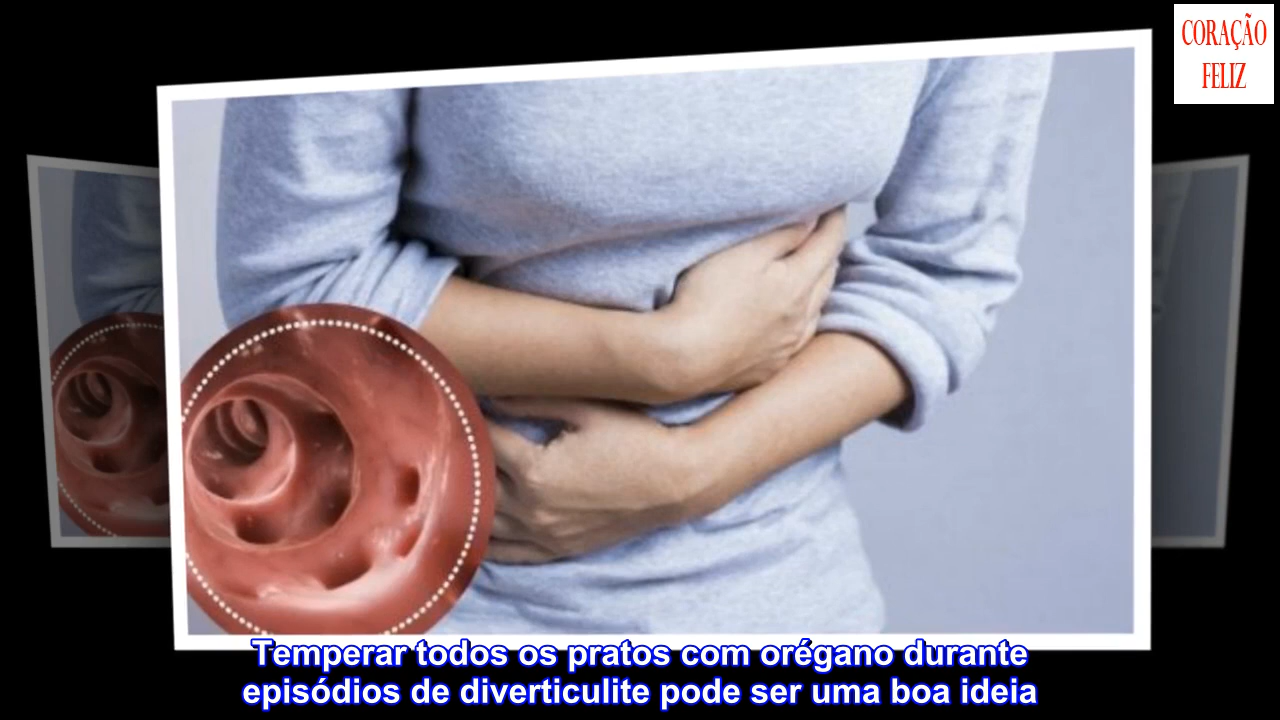 CORAÇÃO
FELIZ
Temperar todos os pratos com orégano durante
episódios de diverticulite pode ser uma boa ideia